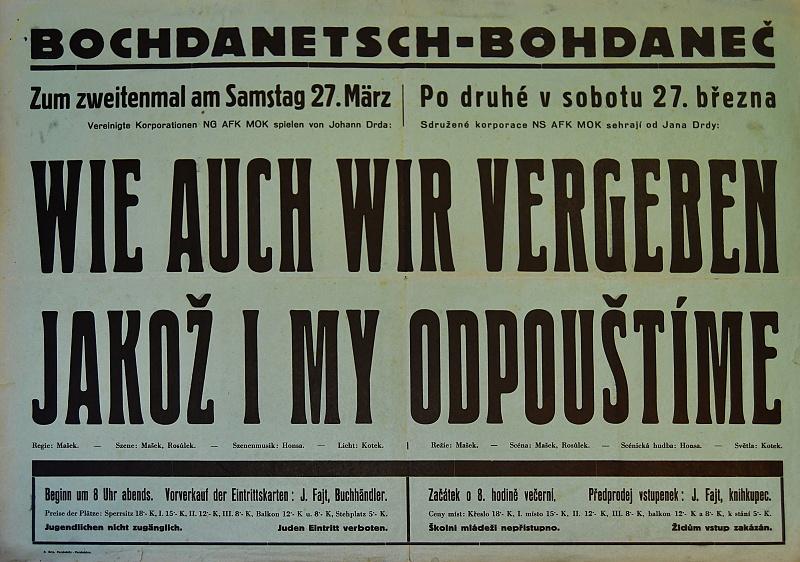 BOCHDANETSCH-BOHDANEČ
Zum zweitenmal am Samstag 27. März
Vereinigte Korporationen NG AFK MOK spielen von Johann Drda:
Po druhé v sobotu 27. března
Sdružené korporace NS AFK MOK sehrají od Jana Drdy:
WIE AUCH WIR VERGEBEN
JAKOŽ I MY ODPOUŠTÍME
Regie: Mašek. — Szene: Mašek, Rosůlek. — Szenenmusik: Honsa. — Licht: Kotek.
Režie: Mašek. — Scéna: Mašek, Rosůlek. — Scénická hudba: Honsa. — Světla: Kotek.
Beginn um 8 Uhr abends. Vorverkauf der Eintrittskarten: J. Fajt, Buchhändler.
Preise der Plätze: Sperrsitz 18·- K, I. 15·- K, II. 12·- K, III. 8·- K, Balkon 12·- K u. 8·- K, Stehplatz 5·- K.
Jugendlichen nicht zugänglich. Juden Eintritt verboten.
Začátek o 8. hodině večerní. Předprodej vstupenek: J. Fajt, knihkupec.
Ceny míst: Křeslo 18·- K, I. místo 15·- K, II. 12·- K, III. 8·- K, balkon 12·- K a 8·- K, k stání 5·- K.
Školní mládeži nepřístupno. Židům vstup zakázán.